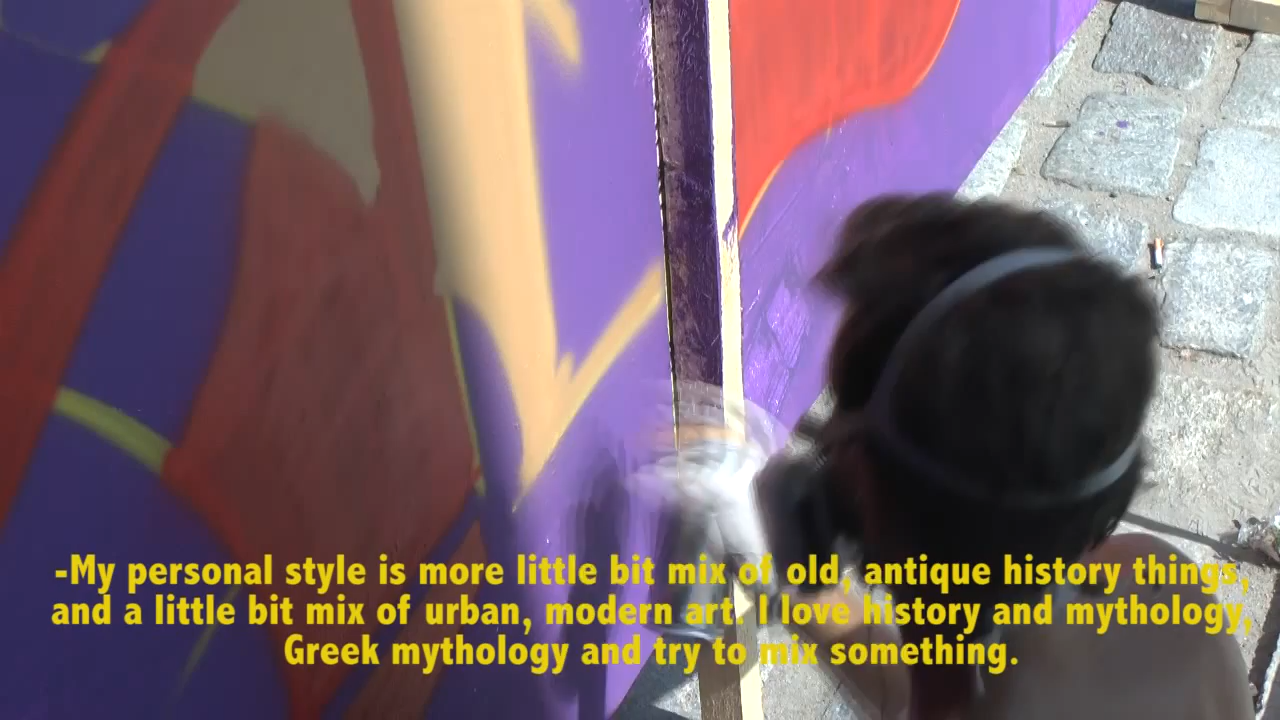 -My personal style is more little bit mix of old, antique history things,
and a little bit mix of urban, modern art. I love history and mythology,
Greek mythology and try to mix something.